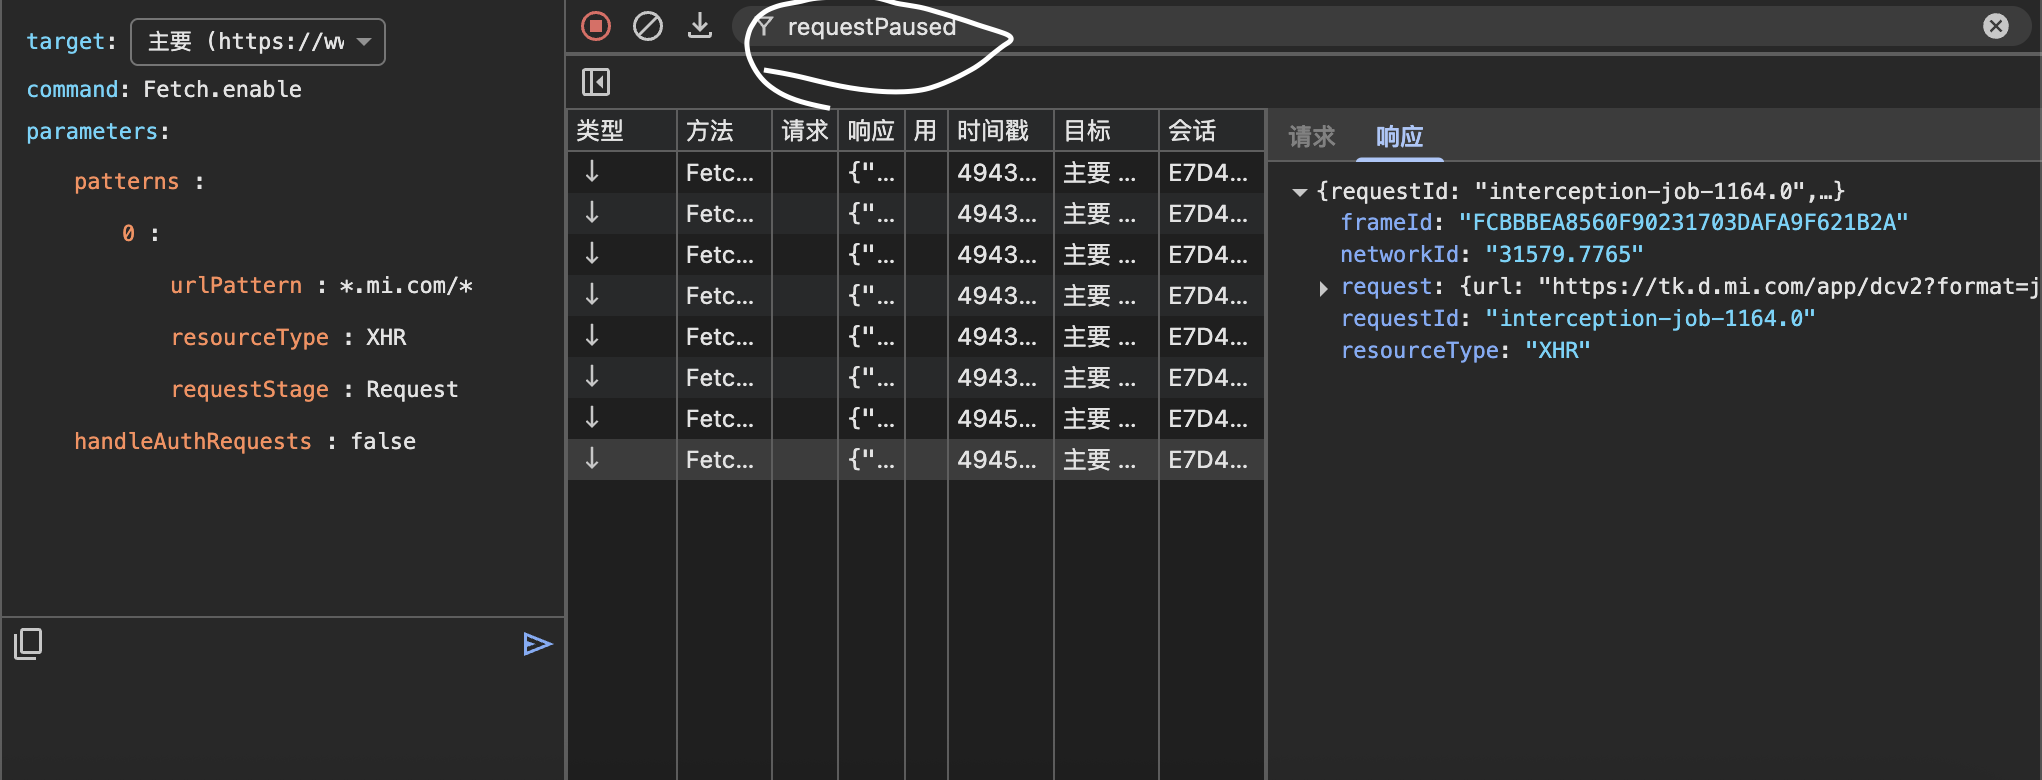 target: 主要 (https://ww
command: Fetch.enable
parameters:
patterns :
0 :
urlPattern : *.mi.com/*
resourceType : XHR
requestStage : Request
handleAuthRequests : false
requestPaused
类型 方法 请求 响应 用 时间戳 目标 会话
↓ Fetc... {"... 4943... 主要 ... E7D4...
↓ Fetc... {"... 4943... 主要 ... E7D4...
↓ Fetc... {"... 4943... 主要 ... E7D4...
↓ Fetc... {"... 4943... 主要 ... E7D4...
↓ Fetc... {"... 4943... 主要 ... E7D4...
↓ Fetc... {"... 4943... 主要 ... E7D4...
↓ Fetc... {"... 4945... 主要 ... E7D4...
↓ Fetc... {"... 4945... 主要 ... E7D4...
请求 响应
{requestId: "interception-job-1164.0",…}
frameId: "FCBBBEA8560F90231703DAFA9F621B2A"
networkId: "31579.7765"
request: {url: "https://tk.d.mi.com/app/dcv2?format=j
requestId: "interception-job-1164.0"
resourceType: "XHR"